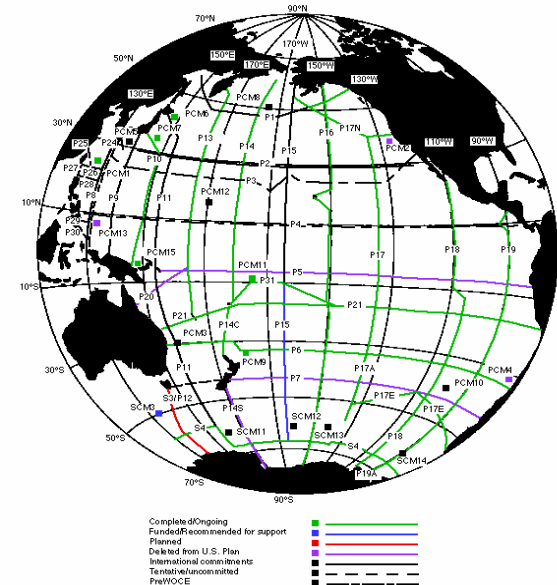 90°N
70°N
170°W
150°E
150°W
50°N
170°E
130°W
130°E
PCM8
PCM6
P1
30°N
PCM5
PCM7
P13
P14
P15
P16
P17N
PCM2
110°W
90°W
P25
P24
P10
P2
P27
P26
PCM1
P3
P28
P8
P9
P11
PCM12
10°N
P29
P4
P30
PCM13
P17
P18
P19
PCM15
PCM11
P5
10°S
P31
P20
P21
P21
P14C
P15
PCM3
P6
PCM9
30°S
P11
P7
P17A
PCM4
PCM10
S3/P12
P17E
SCM3
P14S
P17E
50°S
S4
SCM11
SCM12
SCM13
P18
S4
SCM14
70°S
P19A
90°S
Completed/Ongoing
Funded/Recommended for support
Planned
Deleted from U.S. Plan
International commitments
Tentative/uncommitted
PreWOCE